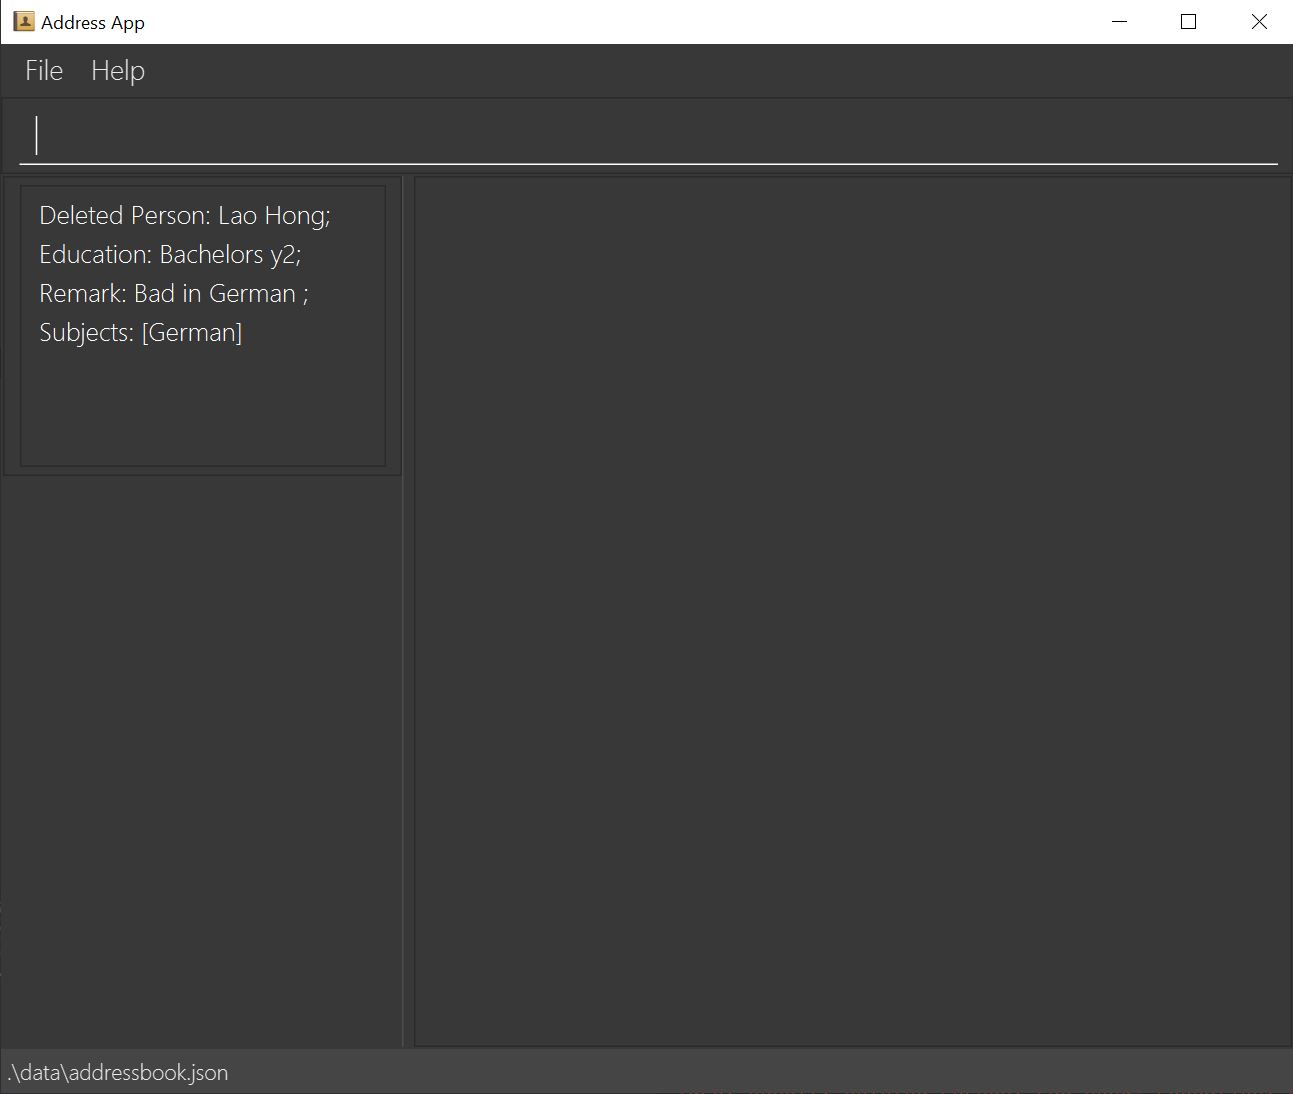 Address App
File Help
Deleted Person: Lao Hong;
Education: Bachelors y2;
Remark: Bad in German ;
Subjects: [German]
.\data\addressbook.json